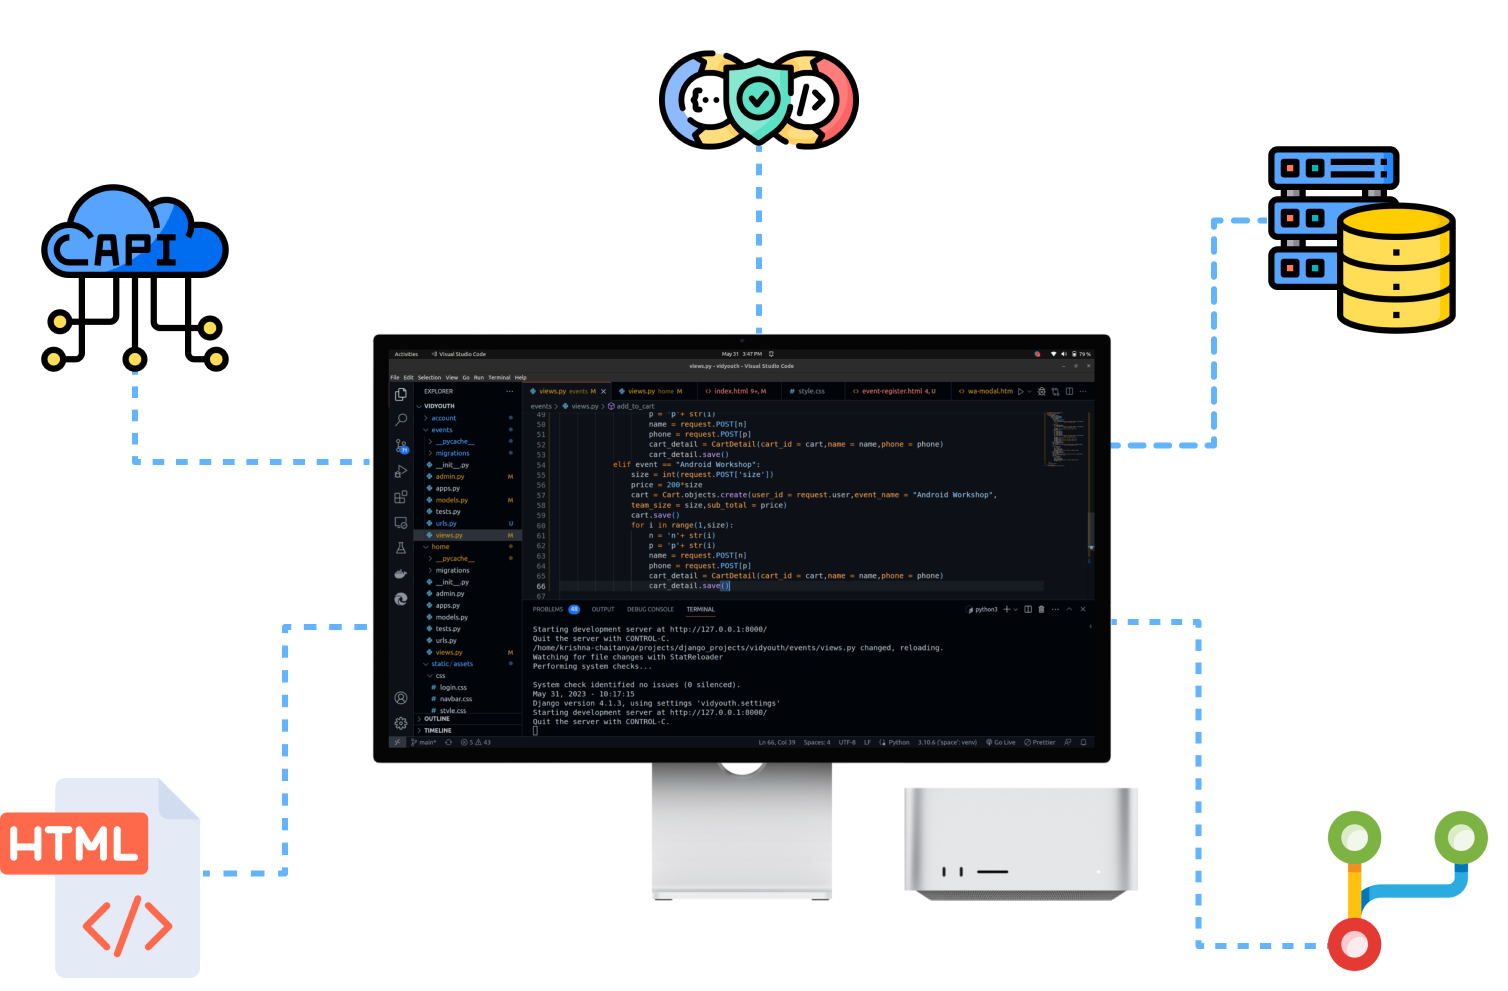 API
HTML
Activities
Visual Studio Code
May 31 3:47 PM
79 %
views.py - vidyouth - Visual Studio Code
File Edit Selection View Go Run Terminal Help
EXPLORER
VIDYOUTH
account
events
__pycache__
migrations
__init__.py
admin.py M
apps.py
models.py M
tests.py
urls.py U
views.py M
home
__pycache__
migrations
__init__.py
admin.py
apps.py
models.py
tests.py
urls.py
views.py M
static/assets
css
# login.css
# navbar.css
# style.css
OUTLINE
TIMELINE
views.py events M
views.py home M
index.html 9+, M
# style.css
event-register.html 4, U
wa-modal.htm
events > views.py > add_to_cart
49 p = 'p'+ str(i)
50 name = request.POST[n]
51 phone = request.POST[p]
52 cart_detail = CartDetail(cart_id = cart,name = name,phone = phone)
53 cart_detail.save()
54 elif event == "Android Workshop":
55 size = int(request.POST['size'])
56 price = 200*size
57 cart = Cart.objects.create(user_id = request.user,event_name = "Android Workshop",
58 team_size = size,sub_total = price)
59 cart.save()
60 for i in range(1,size):
61 n = 'n'+ str(i)
62 p = 'p'+ str(i)
63 name = request.POST[n]
64 phone = request.POST[p]
65 cart_detail = CartDetail(cart_id = cart,name = name,phone = phone)
66 cart_detail.save()
67
PROBLEMS 48 OUTPUT DEBUG CONSOLE TERMINAL
python3
Starting development server at http://127.0.0.1:8000/
Quit the server with CONTROL-C.
/home/krishna-chaitanya/projects/django_projects/vidyouth/events/views.py changed, reloading.
Watching for file changes with StatReloader
Performing system checks...
System check identified no issues (0 silenced).
May 31, 2023 - 10:17:15
Django version 4.1.3, using settings 'vidyouth.settings'
Starting development server at http://127.0.0.1:8000/
Quit the server with CONTROL-C.
main* 5 43
Ln 66, Col 39 Spaces: 4 UTF-8 LF Python 3.10.6 ('space': venv) Go Live Prettier